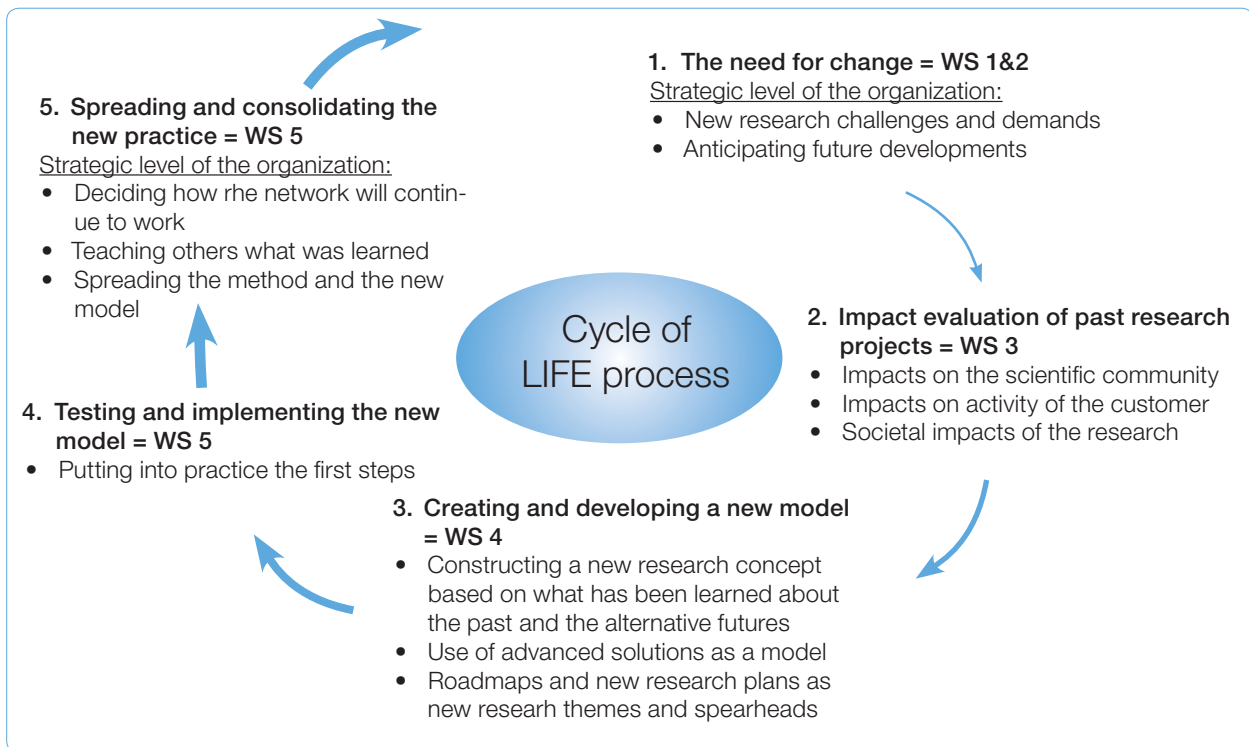 1. The need for change = WS 1&2
Strategic level of the organization:
• New research challenges and demands
• Anticipating future developments
2. Impact evaluation of past research
projects = WS 3
• Impacts on the scientific community
• Impacts on activity of the customer
• Societal impacts of the research
3. Creating and developing a new model
= WS 4
• Constructing a new research concept
based on what has been learned about
the past and the alternative futures
• Use of advanced solutions as a model
• Roadmaps and new research plans as
new researh themes and spearheads
4. Testing and implementing the new
model = WS 5
• Putting into practice the first steps
5. Spreading and consolidating the
new practice = WS 5
Strategic level of the organization:
• Deciding how rhe network will contin-
ue to work
• Teaching others what was learned
• Spreading the method and the new
model
Cycle of
LIFE process